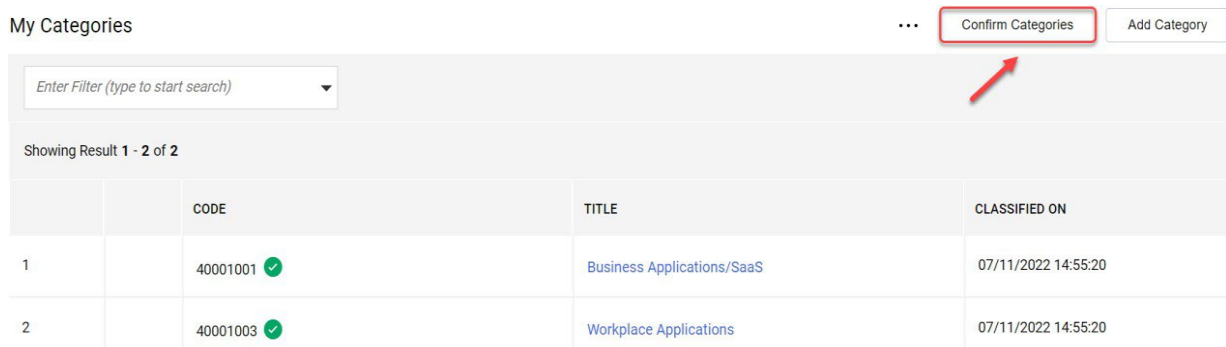 My Categories ... Confirm Categories Add Category
Enter Filter (type to start search)
Showing Result 1 - 2 of 2
CODE TITLE CLASSIFIED ON
1 40001001 Business Applications/SaaS 07/11/2022 14:55:20
2 40001003 Workplace Applications 07/11/2022 14:55:20